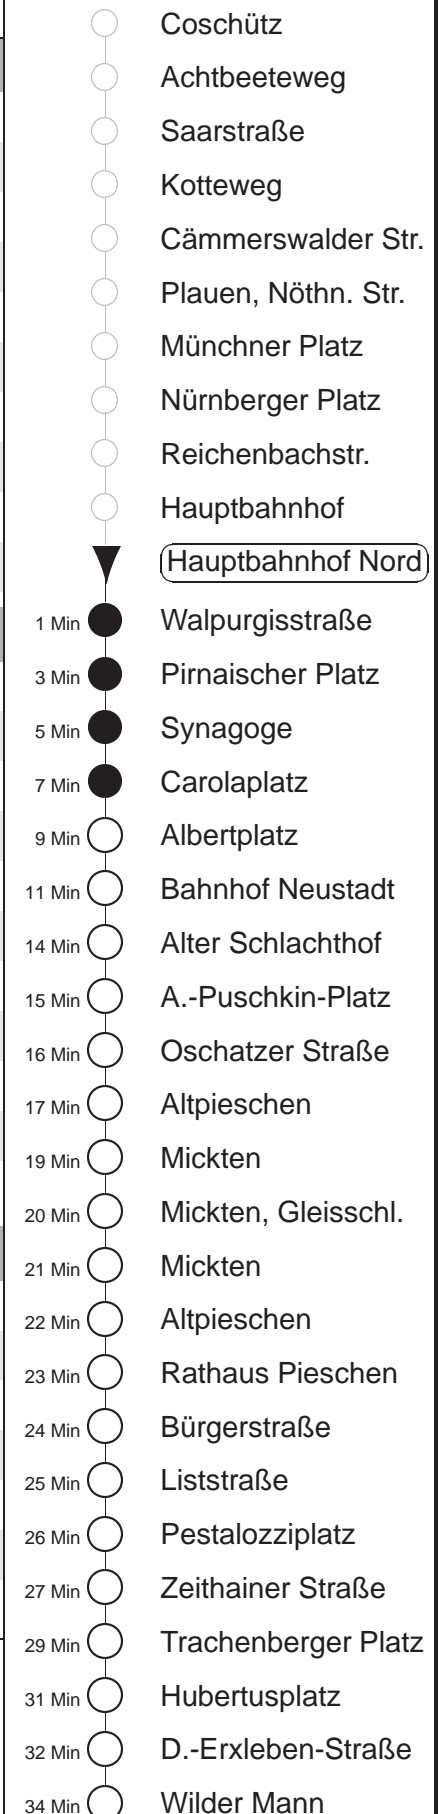 Coschütz
Achtbeeteweg
Saarstraße
Kotteweg
Cämmerswalder Str.
Plauen, Nöthn. Str.
Münchner Platz
Nürnberger Platz
Reichenbachstr.
Hauptbahnhof
Hauptbahnhof Nord
1 Min Walpurgisstraße
3 Min Pirnaischer Platz
5 Min Synagoge
7 Min Carolaplatz
9 Min Albertplatz
11 Min Bahnhof Neustadt
14 Min Alter Schlachthof
15 Min A.-Puschkin-Platz
16 Min Oschatzer Straße
17 Min Altpieschen
19 Min Mickten
20 Min Mickten, Gleisschl.
21 Min Mickten
22 Min Altpieschen
23 Min Rathaus Pieschen
24 Min Bürgerstraße
25 Min Liststraße
26 Min Pestalozziplatz
27 Min Zeithainer Straße
29 Min Trachenberger Platz
31 Min Hubertusplatz
32 Min D.-Erxleben-Straße
34 Min Wilder Mann